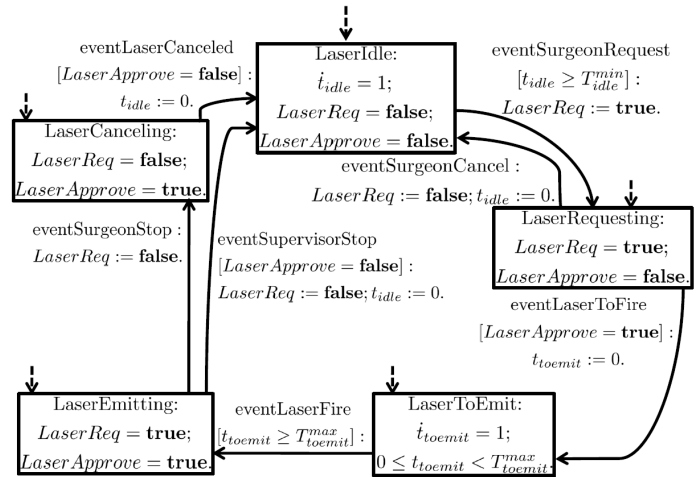 eventLaserCanceled
[LaserApprove = false] :
t_idle := 0.
LaserIdle:
ṫ_idle = 1;
LaserReq = false;
LaserApprove = false.
eventSurgeonRequest
[t_idle ≥ T_idle^min] :
LaserReq := true.
LaserCanceling:
LaserReq = false;
LaserApprove = true.
eventSurgeonCancel :
LaserReq := false; t_idle := 0.
LaserRequesting:
LaserReq = true;
LaserApprove = false.
eventSurgeonStop :
LaserReq := false.
eventSupervisorStop
[LaserApprove = false] :
LaserReq := false; t_idle := 0.
eventLaserToFire
[LaserApprove = true] :
t_toemit := 0.
LaserEmitting:
LaserReq = true;
LaserApprove = true.
eventLaserFire
[t_toemit ≥ T_toemit^max] :
LaserToEmit:
ṫ_toemit = 1;
0 ≤ t_toemit < T_toemit^max.